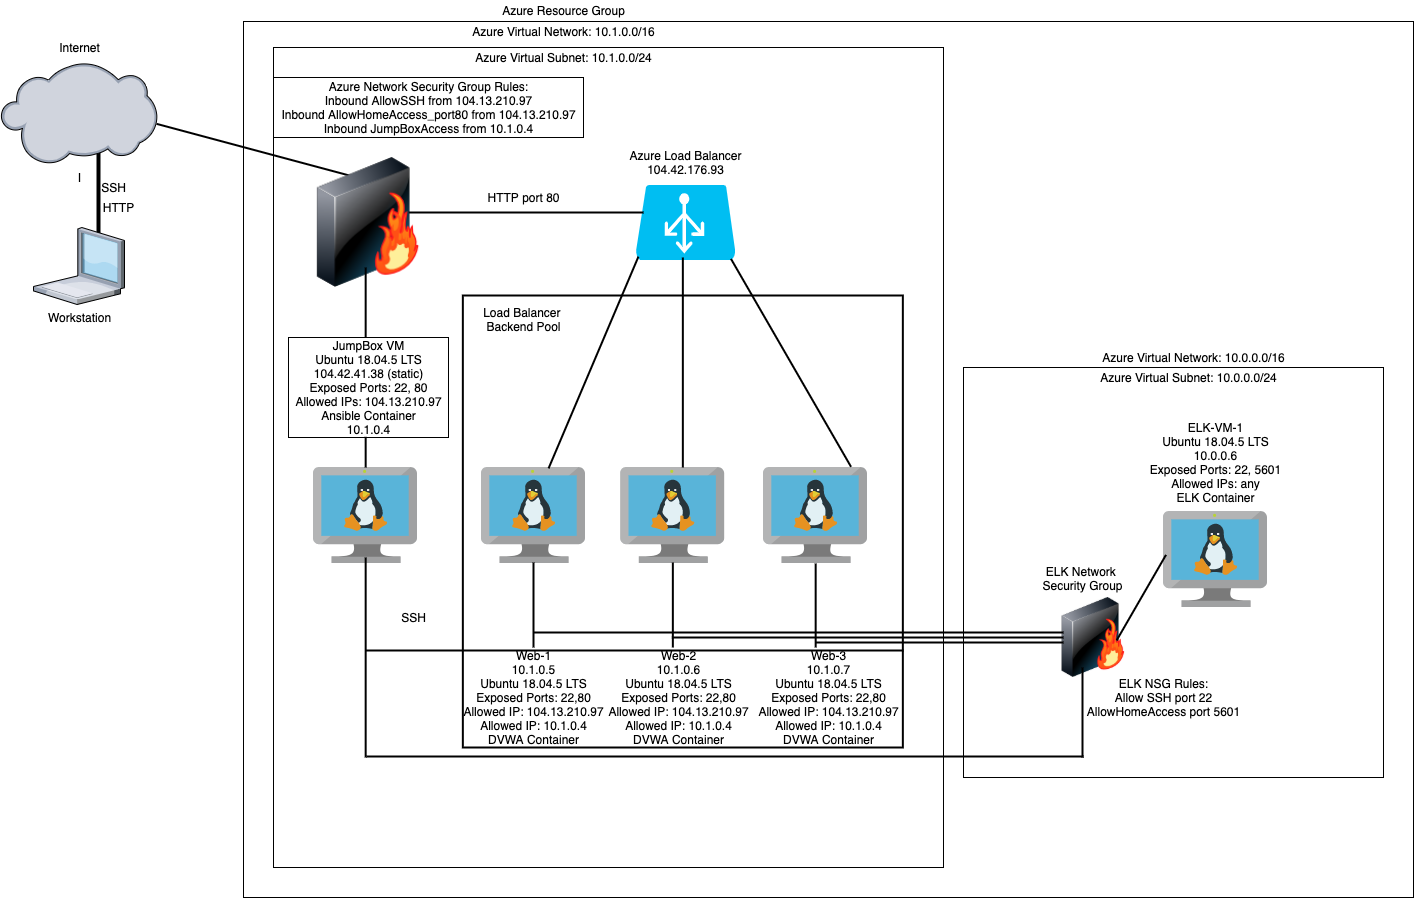 Azure Resource Group
Azure Virtual Network: 10.1.0.0/16
Internet
Azure Virtual Subnet: 10.1.0.0/24
Azure Network Security Group Rules:
Inbound AllowSSH from 104.13.210.97
Inbound AllowHomeAccess_port80 from 104.13.210.97
Inbound JumpBoxAccess from 10.1.0.4
Azure Load Balancer
104.42.176.93
I
SSH
HTTP
HTTP port 80
Workstation
Load Balancer
Backend Pool
JumpBox VM
Ubuntu 18.04.5 LTS
104.42.41.38 (static)
Exposed Ports: 22, 80
Allowed IPs: 104.13.210.97
Ansible Container
10.1.0.4
Azure Virtual Network: 10.0.0.0/16
Azure Virtual Subnet: 10.0.0.0/24
ELK-VM-1
Ubuntu 18.04.5 LTS
10.0.0.6
Exposed Ports: 22, 5601
Allowed IPs: any
ELK Container
ELK Network
Security Group
SSH
Web-1
10.1.0.5
Ubuntu 18.04.5 LTS
Exposed Ports: 22,80
Allowed IP: 104.13.210.97
Allowed IP: 10.1.0.4
DVWA Container
Web-2
10.1.0.6
Ubuntu 18.04.5 LTS
Exposed Ports: 22,80
Allowed IP: 104.13.210.97
Allowed IP: 10.1.0.4
DVWA Container
Web-3
10.1.0.7
Ubuntu 18.04.5 LTS
Exposed Ports: 22,80
Allowed IP: 104.13.210.97
Allowed IP: 10.1.0.4
DVWA Container
ELK NSG Rules:
Allow SSH port 22
AllowHomeAccess port 5601